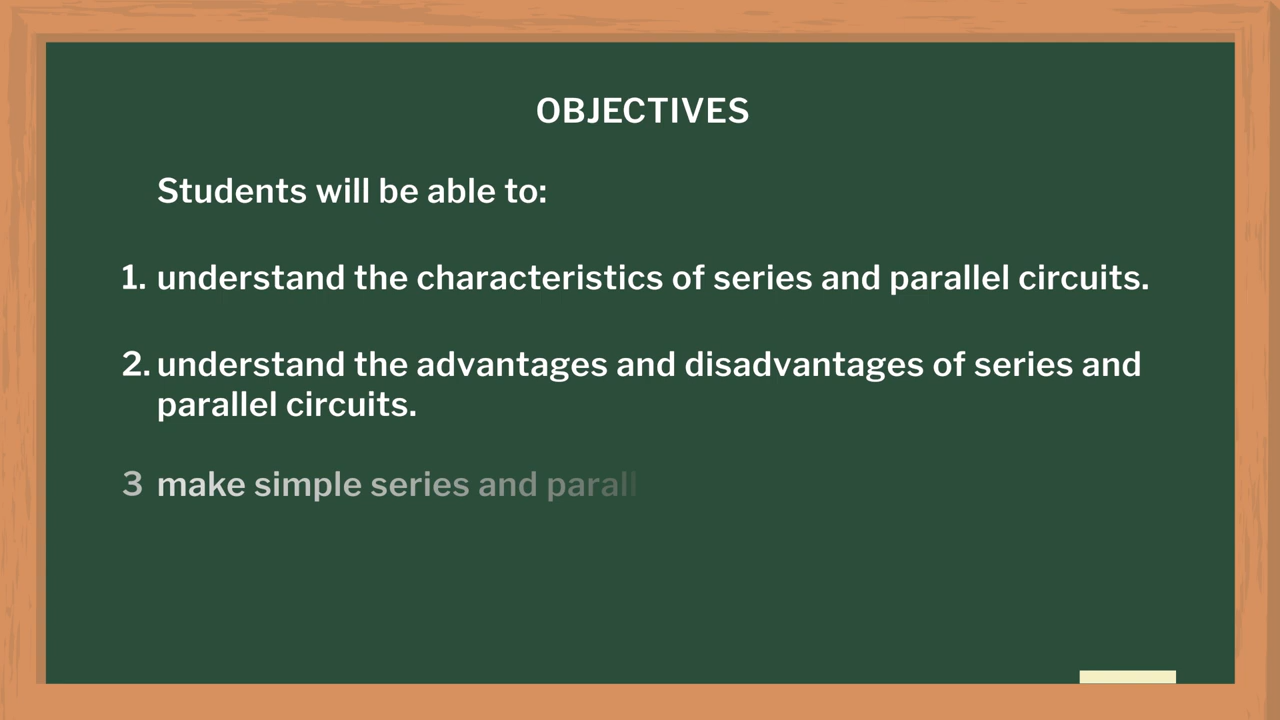 OBJECTIVES
Students will be able to:
1. understand the characteristics of series and parallel circuits.
2. understand the advantages and disadvantages of series and
parallel circuits.
3 make simple series and parall